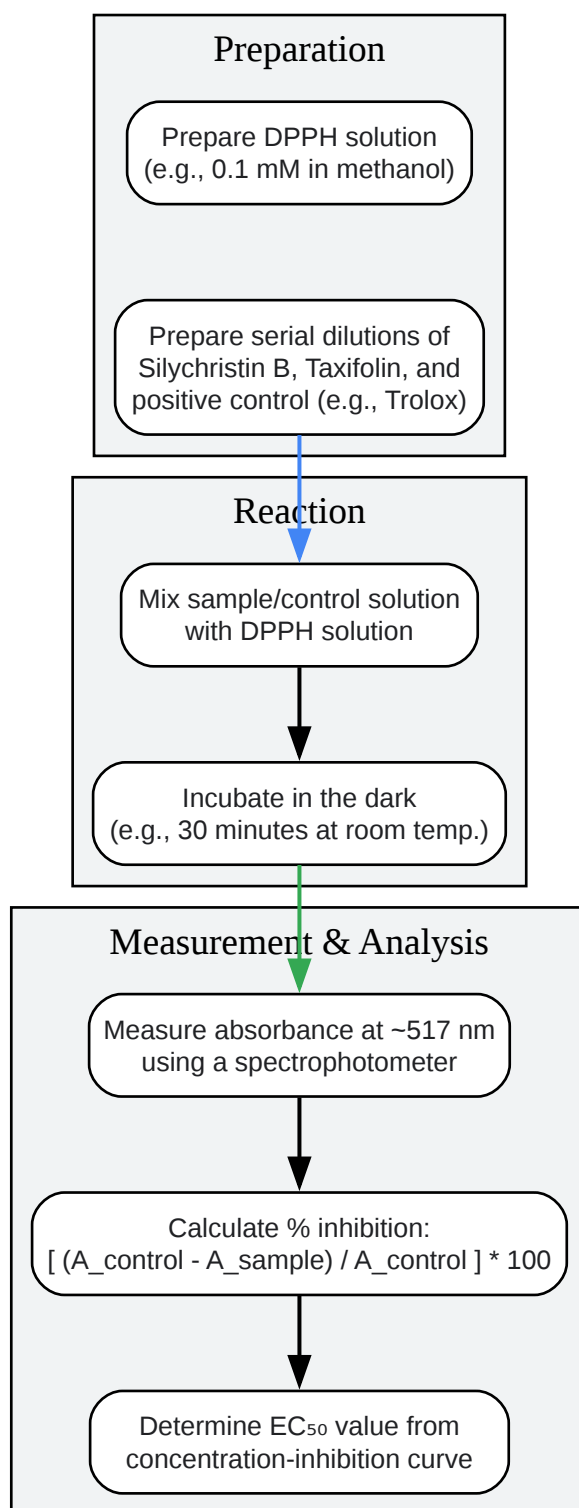 Preparation
Prepare DPPH solution
(e.g., 0.1 mM in methanol)
Prepare serial dilutions of
Silychristin B, Taxifolin, and
positive control (e.g., Trolox)
Reaction
Mix sample/control solution
with DPPH solution
Incubate in the dark
(e.g., 30 minutes at room temp.)
Measurement & Analysis
Measure absorbance at ~517 nm
using a spectrophotometer
Calculate % inhibition:
[ (A_control - A_sample) / A_control ] * 100
Determine EC₅₀ value from
concentration-inhibition curve